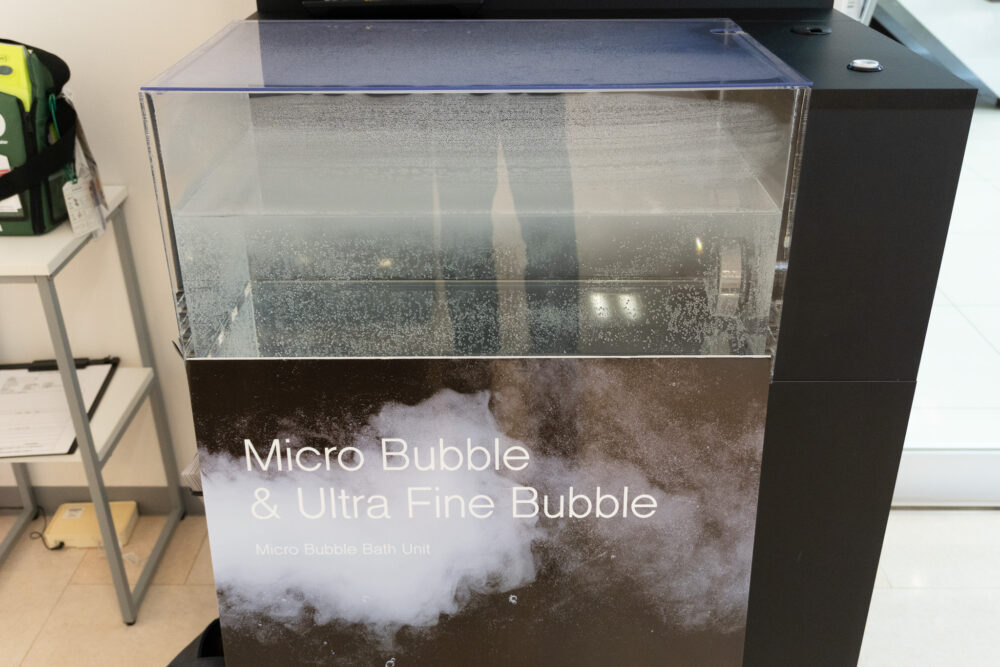 Micro Bubble
& Ultra Fine Bubble
Micro Bubble Bath Unit